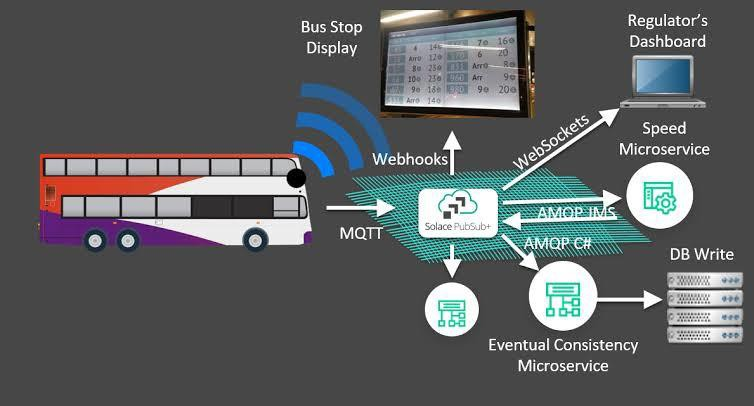 Bus Stop
Display
Regulator's
Dashboard
Webhooks
WebSockets
Speed
Microservice
MQTT
Solace PubSub+
AMQP JMS
AMQP C#
DB Write
Eventual Consistency
Microservice